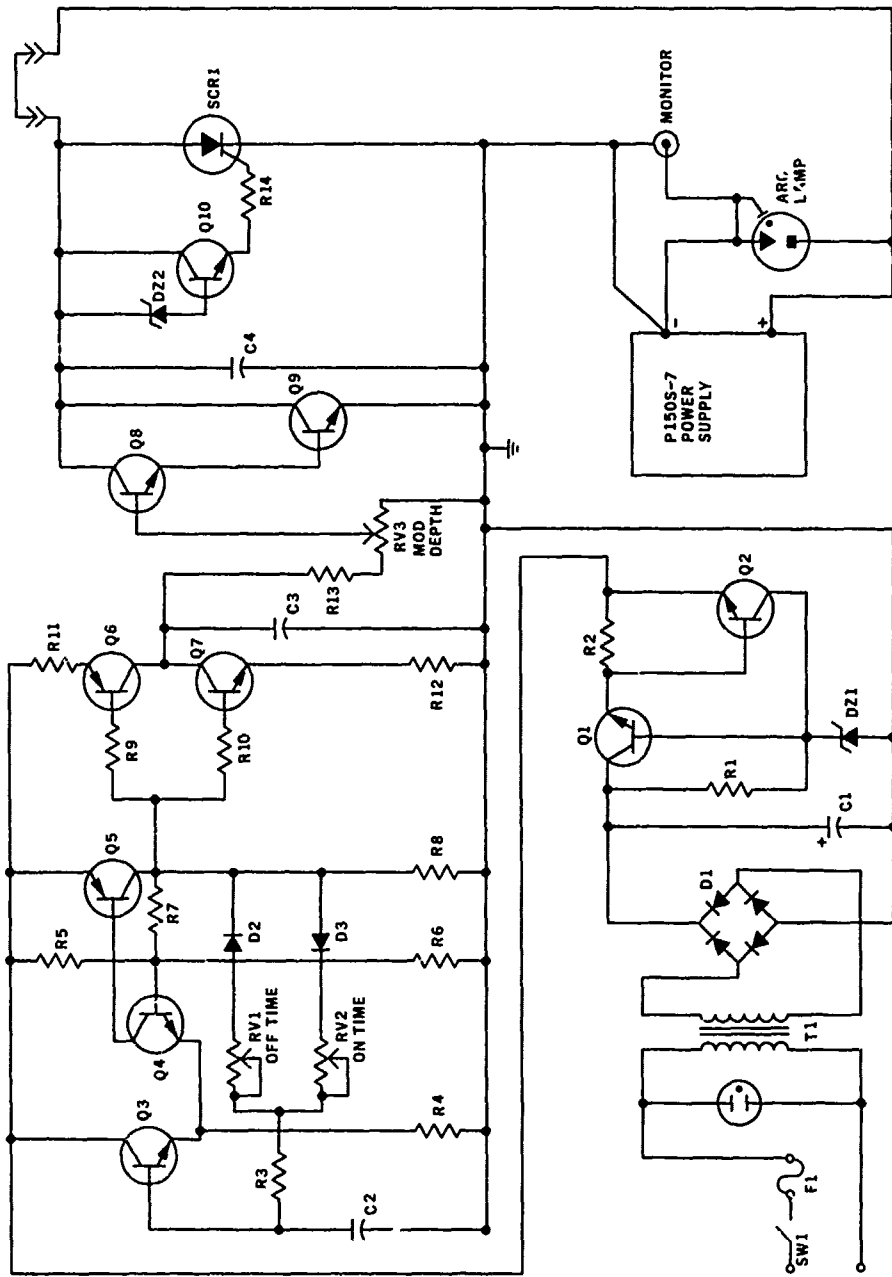 SCR1
R14
Q10
DZ2
C4
Q9
Q8
RV3
MOD
DEPTH
R13
C3
R11
Q6
Q7
R12
R9
R10
Q5
R8
R7
R5
D2
D3
R6
Q4
RV1
OFF TIME
RV2
ON TIME
Q3
R4
R3
C2
MONITOR
ARC
LAMP
-
+
P150S-7
POWER
SUPPLY
Q2
R2
Q1
DZ1
R1
+
C1
D1
T1
F1
SW1